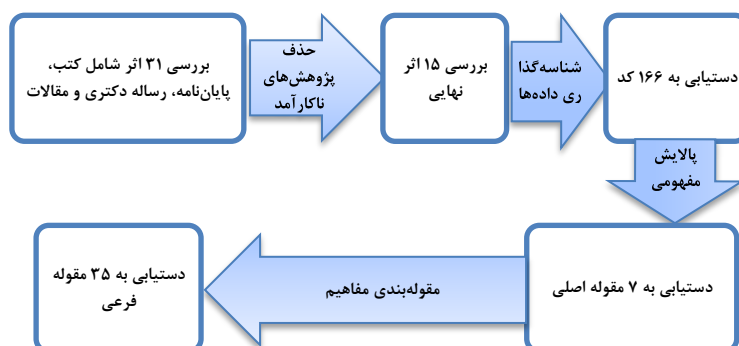 بررسی ۳۱ اثر شامل کتب،
پایان‌نامه، رساله دکتری و مقالات
حذف
پژوهش‌های
ناکارآمد
بررسی ۱۵ اثر
نهایی
شناسه‌گذا
ری داده‌ها
دستیابی به ۱۶۶ کد
پالایش
مفهومی
دستیابی به ۷ مقوله اصلی
مقوله‌بندی مفاهیم
دستیابی به ۳۵ مقوله
فرعی